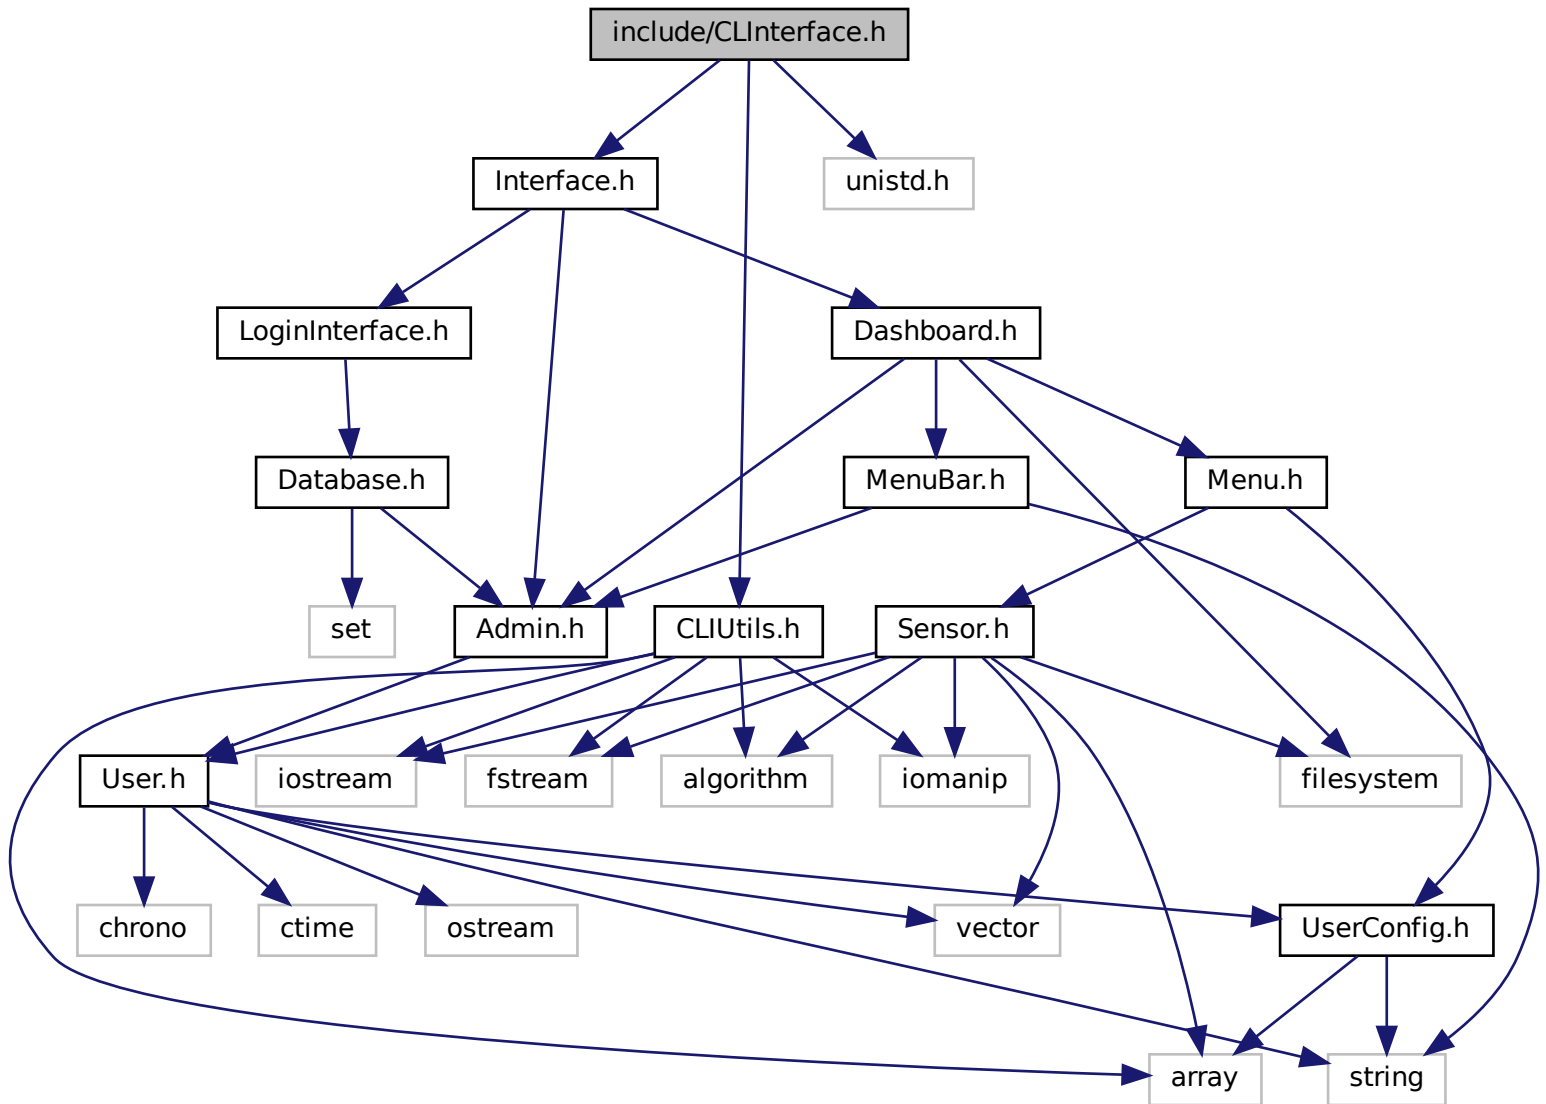 include/CLInterface.h
Interface.h
unistd.h
LoginInterface.h
Dashboard.h
Database.h
MenuBar.h
Menu.h
set
Admin.h
CLIUtils.h
Sensor.h
User.h
iostream
fstream
algorithm
iomanip
filesystem
chrono
ctime
ostream
vector
UserConfig.h
array
string